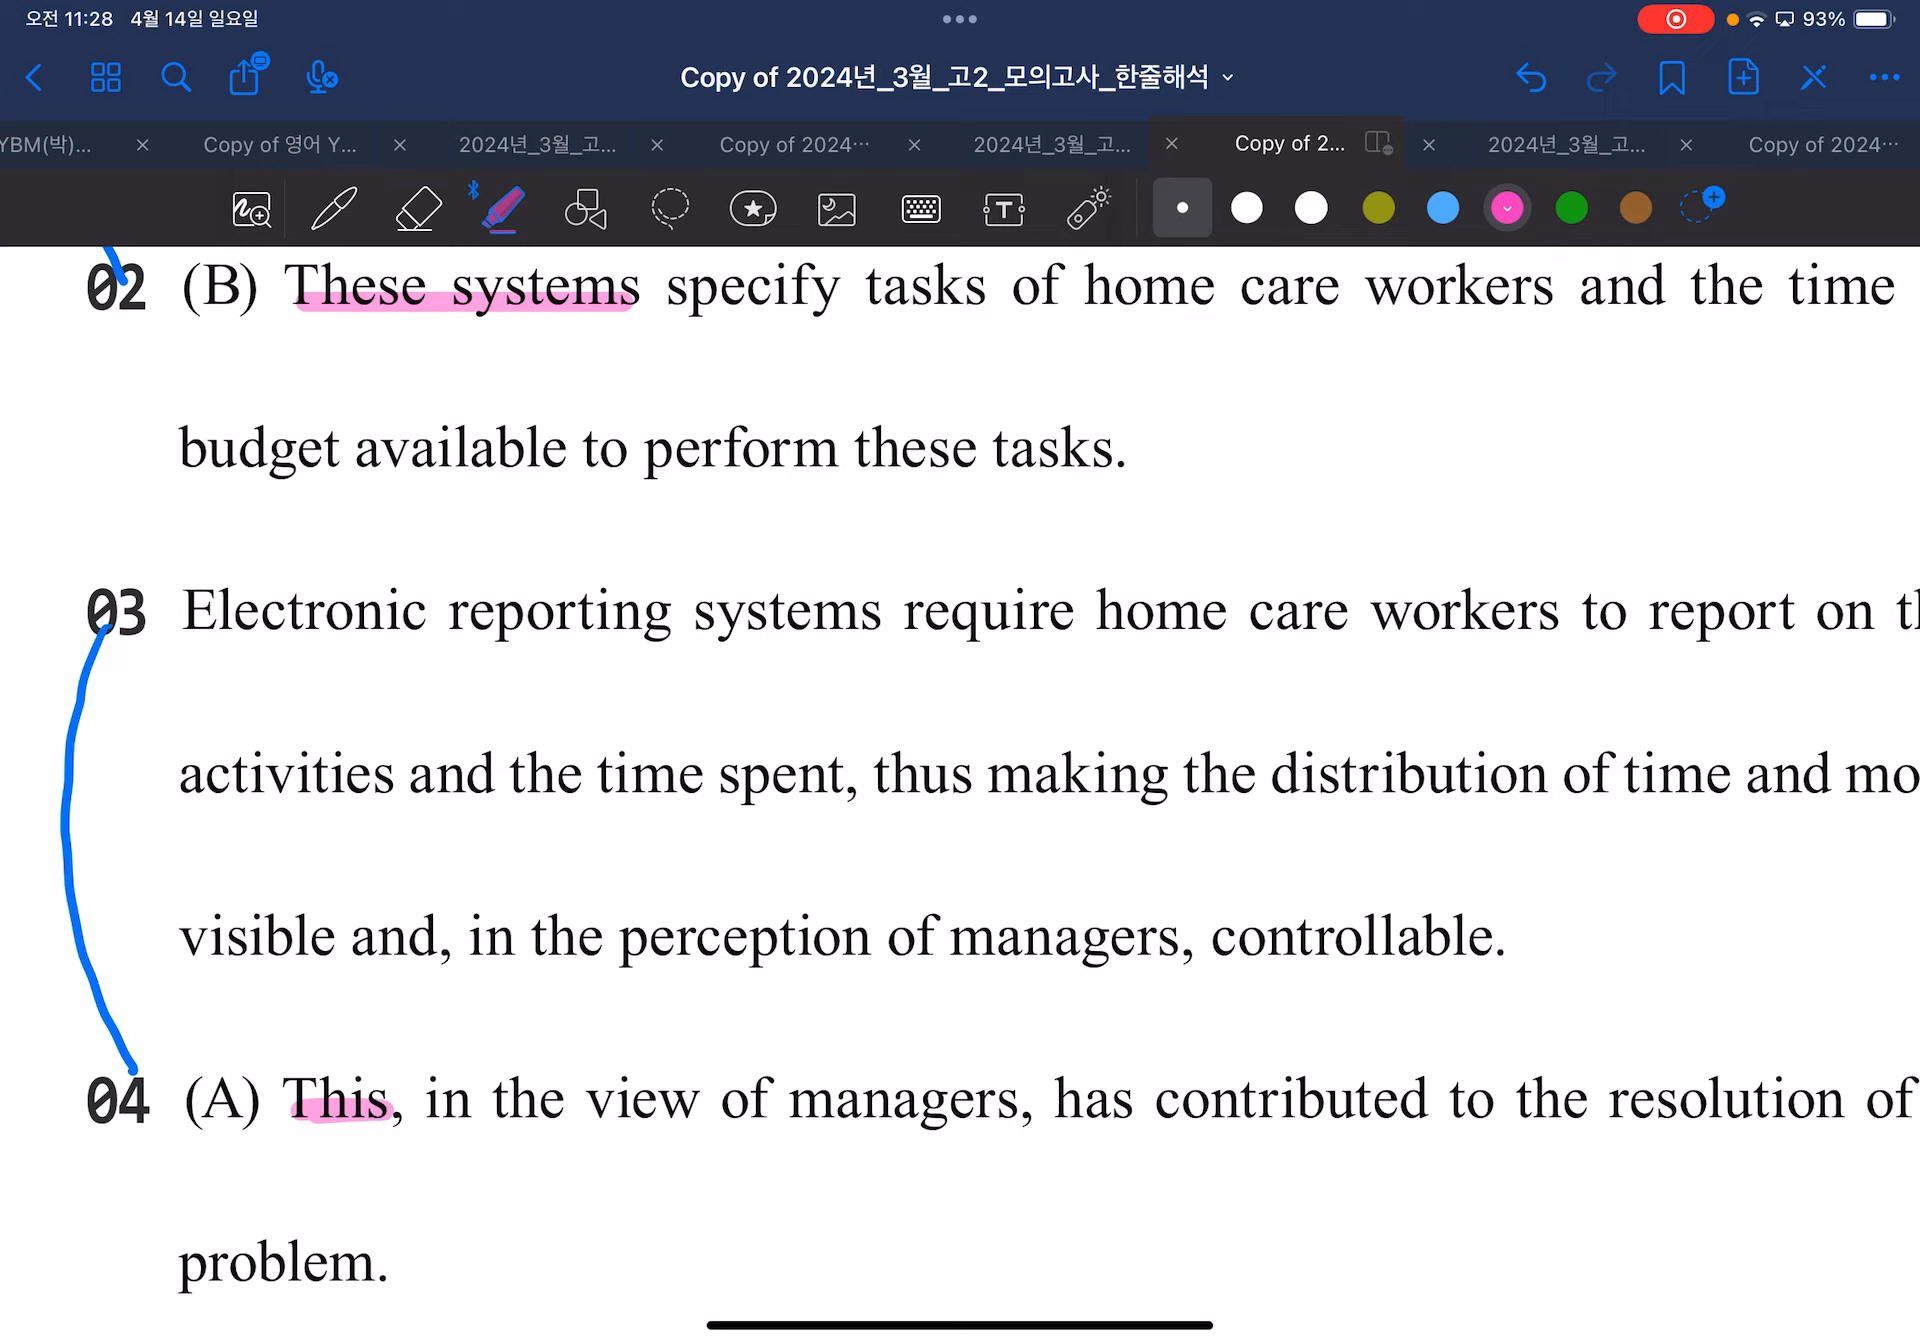 오전 11:28 4월 14일 일요일
93%
Copy of 2024년_3월_고2_모의고사_한줄해석
YBM(박)...
Copy of 영어 Y...
2024년_3월_고...
Copy of 2024...
2024년_3월_고...
Copy of 2...
2024년_3월_고...
Copy of 2024...
02 (B) These systems specify tasks of home care workers and the time
budget available to perform these tasks.
03 Electronic reporting systems require home care workers to report on
activities and the time spent, thus making the distribution of time and
visible and, in the perception of managers, controllable.
04 (A) This, in the view of managers, has contributed to the resolution of
problem.